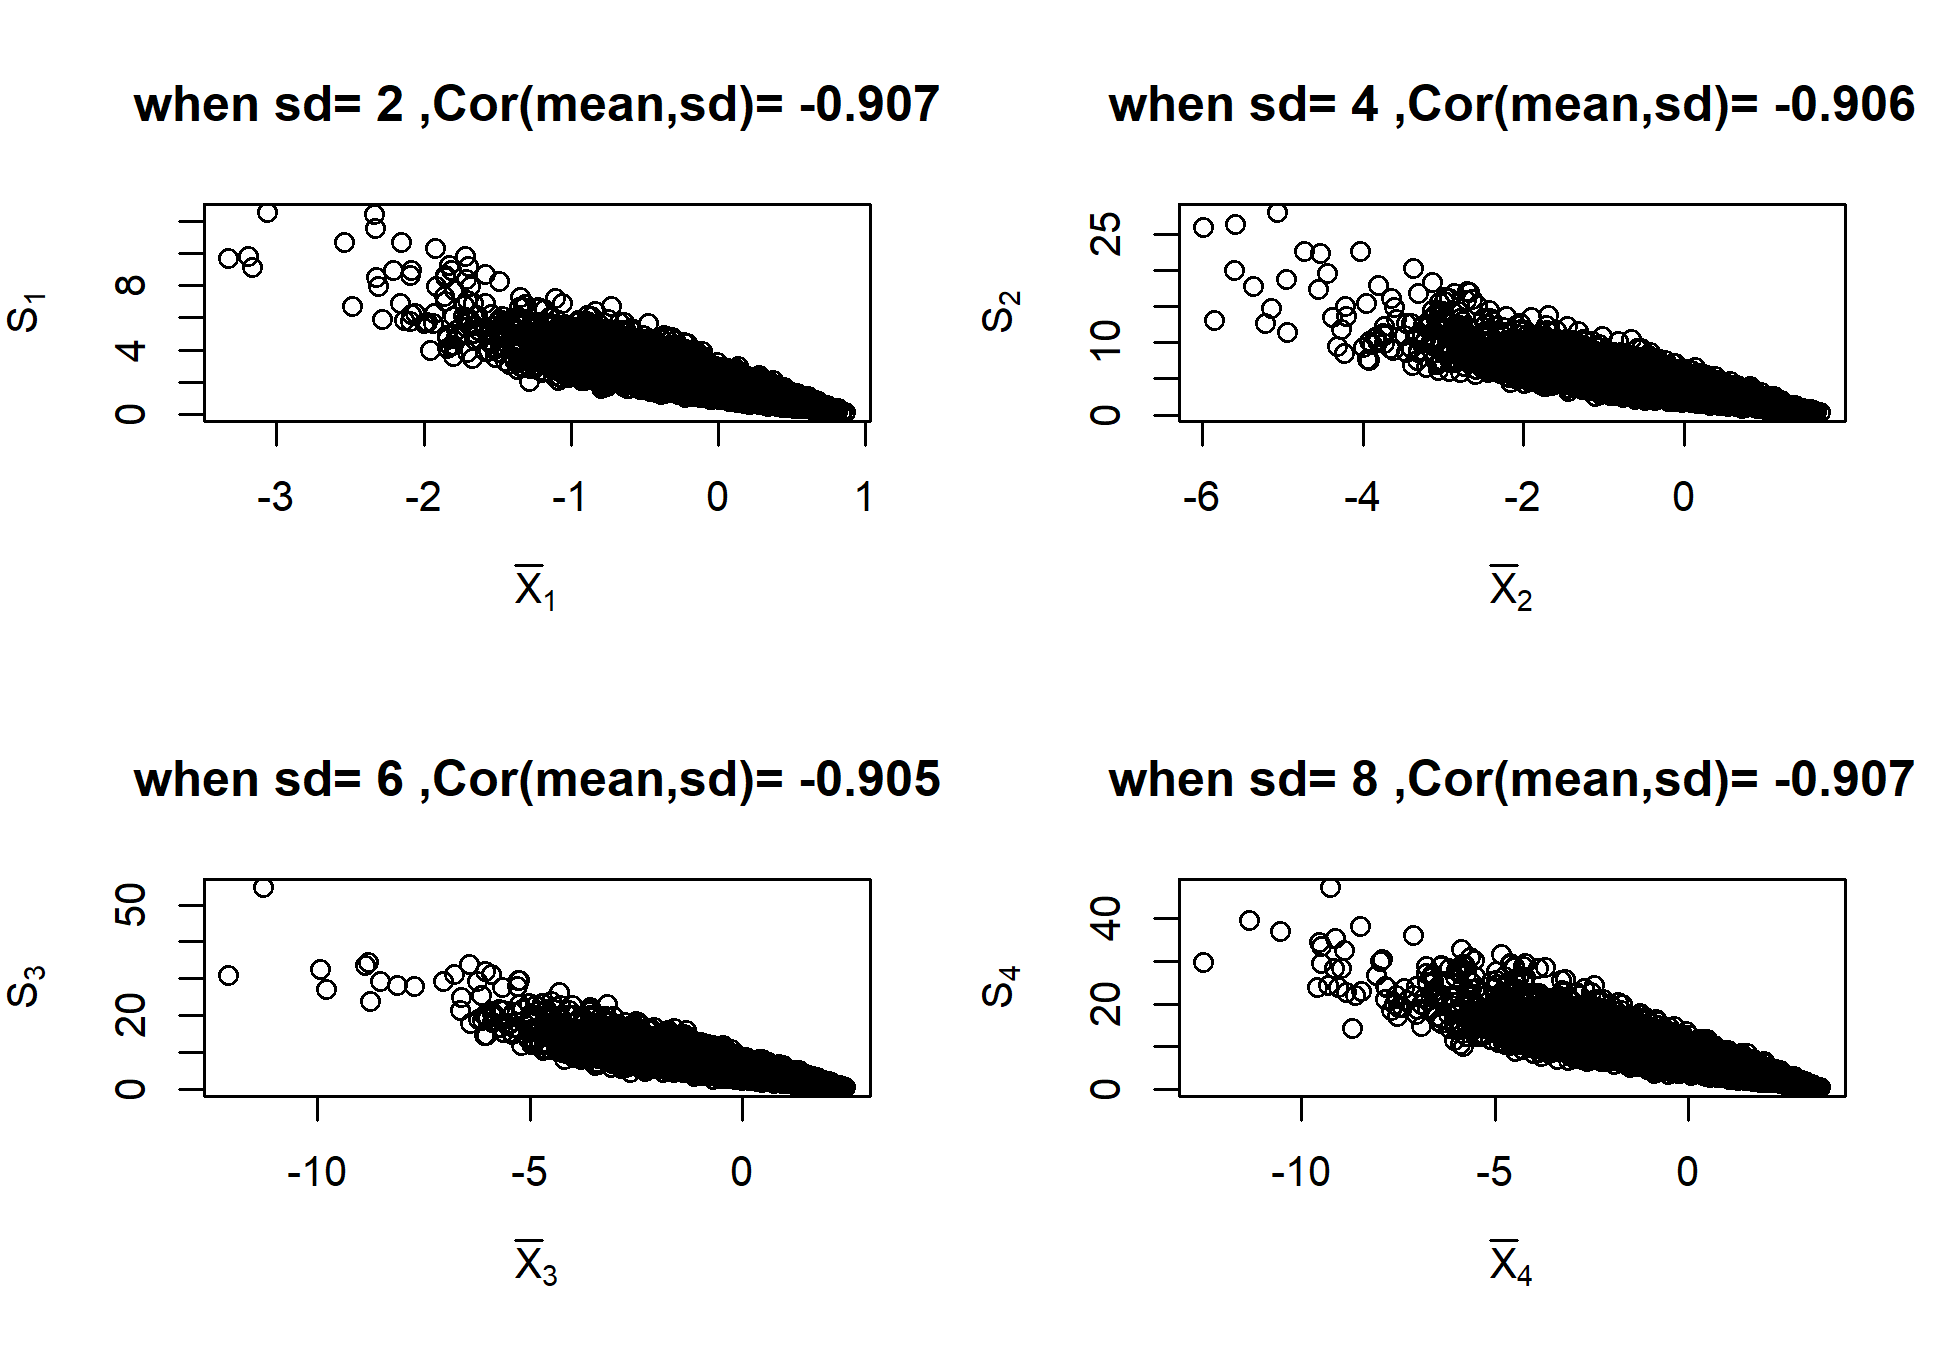 when sd= 2 ,Cor(mean,sd)= -0.907
S1
0 4 8
-3 -2 -1 0 1
X̅1
when sd= 4 ,Cor(mean,sd)= -0.906
S2
0 10 25
-6 -4 -2 0
X̅2
when sd= 6 ,Cor(mean,sd)= -0.905
S3
0 20 50
-10 -5 0
X̅3
when sd= 8 ,Cor(mean,sd)= -0.907
S4
0 20 40
-10 -5 0
X̅4